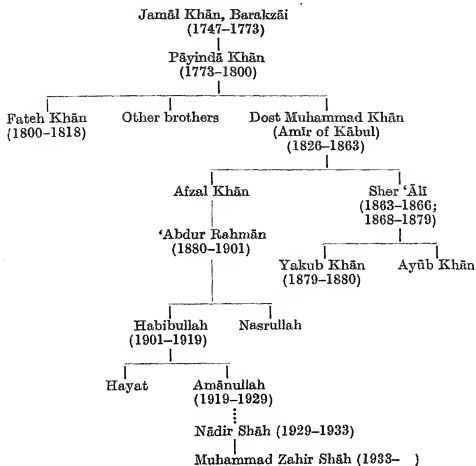 Jamāl Khān, Barakzāi
(1747–1773)
Pāyindā Khān
(1773–1800)
Fateh Khān
(1800-1818)
Other brothers
Dost Muhammad Khān
(Amīr of Kābul)
(1826–1863)
Afzal Khān
Sher ‘Ālī
(1863–1866;
1868–1879)
‘Abdur Rahmān
(1880–1901)
Yakub Khān
(1879–1880)
Ayūb Khān
Habibullah
(1901–1919)
Nasrullah
Hayat
Amānullah
(1919–1929)
Nādir Shāh (1929–1933)
Muhammad Zahir Shāh (1933– )